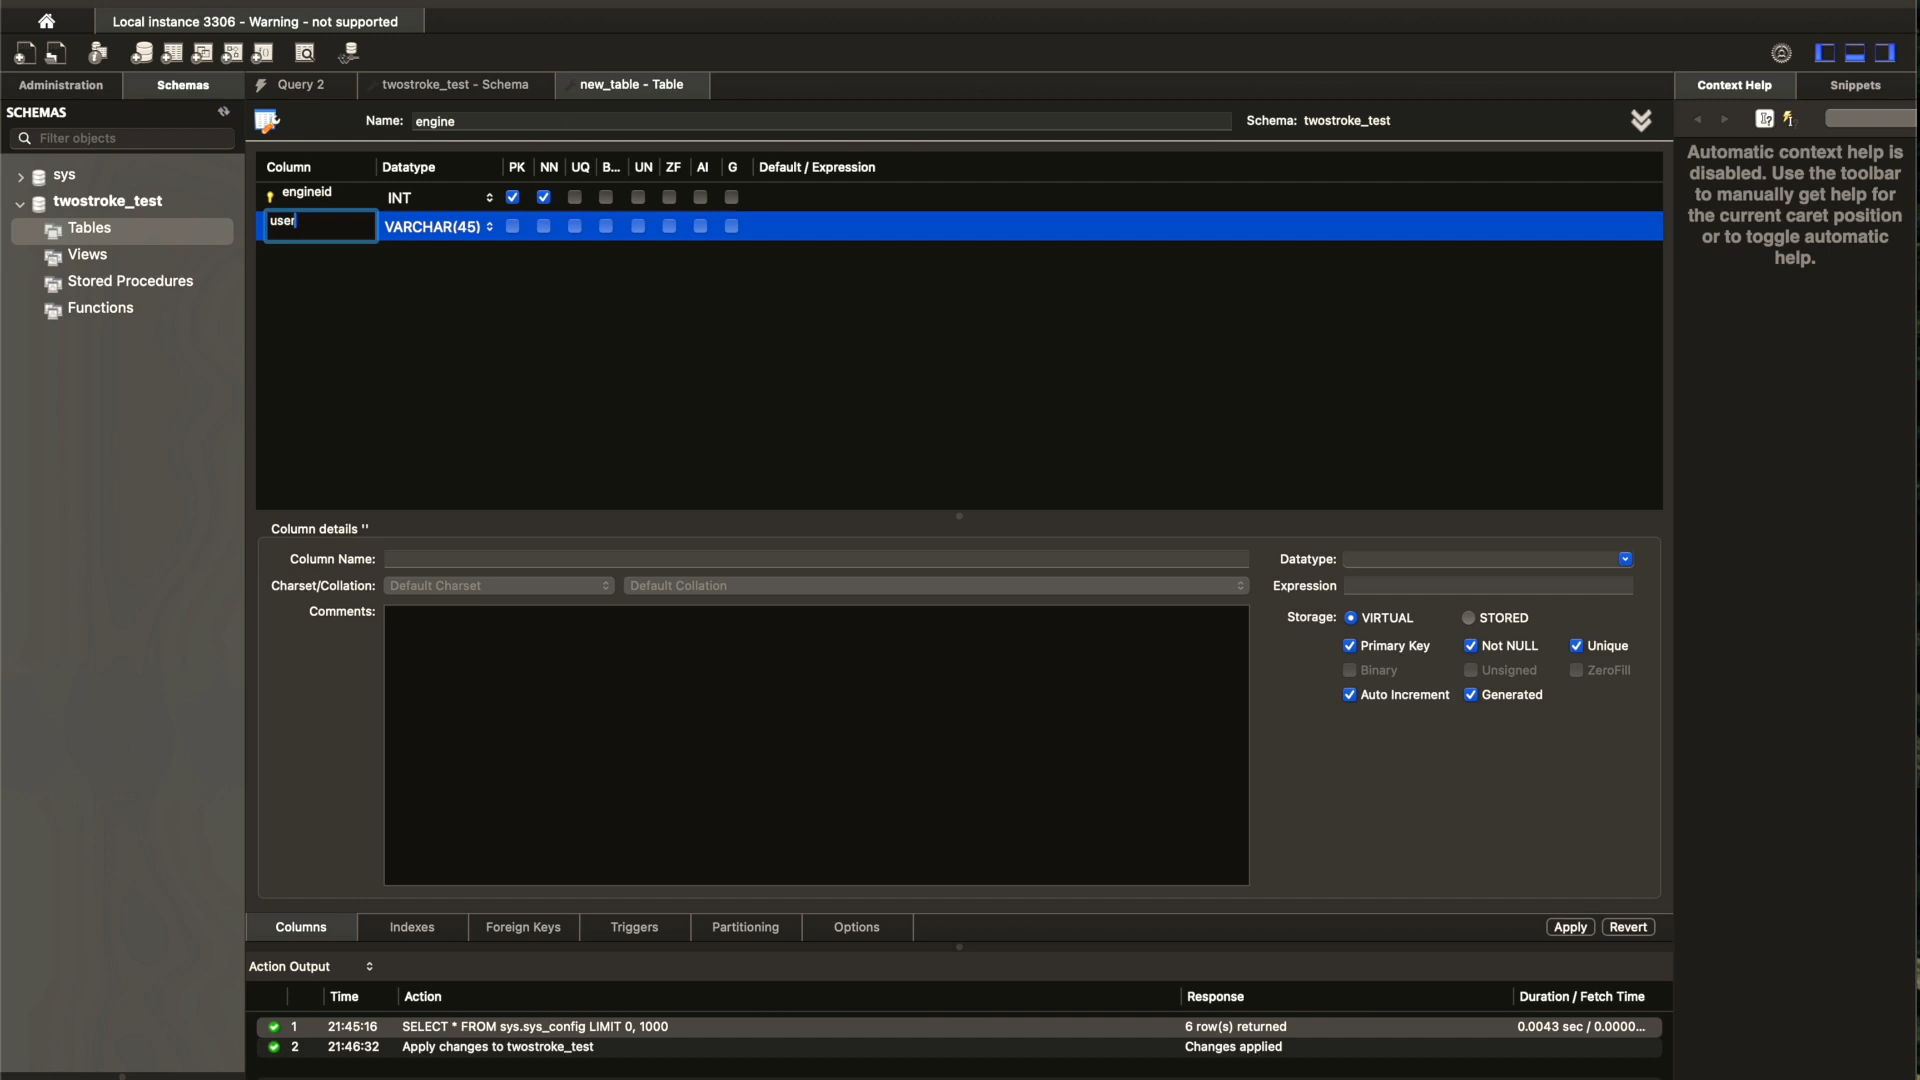 Local instance 3306 - Warning - not supported
Administration
Schemas
Query 2
twostroke_test - Schema
new_table - Table
Context Help
Snippets
SCHEMAS
Filter objects
sys
twostroke_test
Tables
Views
Stored Procedures
Functions
Name: engine
Schema: twostroke_test
Column Datatype PK NN UQ B... UN ZF AI G Default / Expression
engineid INT
user VARCHAR(45)
Automatic context help is
disabled. Use the toolbar
to manually get help for
the current caret position
or to toggle automatic
help.
Column details ''
Column Name:
Datatype:
Charset/Collation: Default Charset Default Collation
Expression
Comments:
Storage: VIRTUAL STORED
Primary Key Not NULL Unique
Binary Unsigned ZeroFill
Auto Increment Generated
Columns Indexes Foreign Keys Triggers Partitioning Options
Apply Revert
Action Output
Time Action Response Duration / Fetch Time
1 21:45:16 SELECT * FROM sys.sys_config LIMIT 0, 1000 6 row(s) returned 0.0043 sec / 0.0000...
2 21:46:32 Apply changes to twostroke_test Changes applied